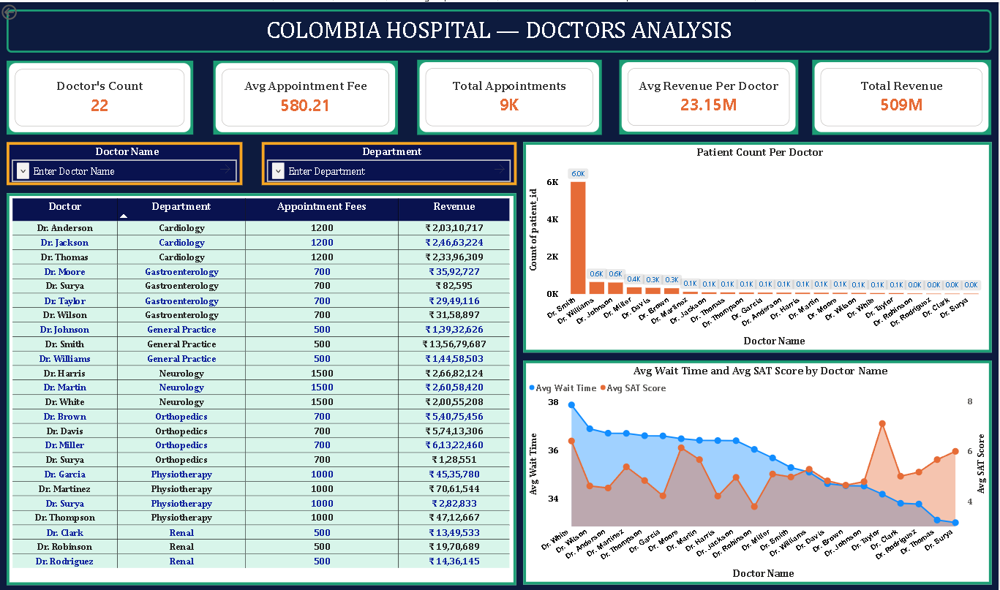 COLOMBIA HOSPITAL — DOCTORS ANALYSIS
Doctor's Count
22
Avg Appointment Fee
580.21
Total Appointments
9K
Avg Revenue Per Doctor
23.15M
Total Revenue
509M
Doctor Name
Enter Doctor Name
Department
Enter Department
Doctor Department Appointment Fees Revenue
Dr. Anderson Cardiology 1200 ₹ 2,03,10,717
Dr. Jackson Cardiology 1200 ₹ 2,46,63,224
Dr. Thomas Cardiology 1200 ₹ 2,33,96,309
Dr. Moore Gastroenterology 700 ₹ 35,92,727
Dr. Surya Gastroenterology 700 ₹ 82,595
Dr. Taylor Gastroenterology 700 ₹ 29,49,116
Dr. Wilson Gastroenterology 700 ₹ 31,58,897
Dr. Johnson General Practice 500 ₹ 1,39,32,626
Dr. Smith General Practice 500 ₹ 13,56,79,687
Dr. Williams General Practice 500 ₹ 1,44,58,503
Dr. Harris Neurology 1500 ₹ 2,66,82,124
Dr. Martin Neurology 1500 ₹ 2,60,58,420
Dr. White Neurology 1500 ₹ 2,00,55,208
Dr. Brown Orthopedics 700 ₹ 5,40,75,456
Dr. Davis Orthopedics 700 ₹ 5,74,13,306
Dr. Miller Orthopedics 700 ₹ 6,13,22,460
Dr. Surya Orthopedics 700 ₹ 1,28,551
Dr. Garcia Physiotherapy 1000 ₹ 45,35,780
Dr. Martinez Physiotherapy 1000 ₹ 70,61,544
Dr. Surya Physiotherapy 1000 ₹ 2,82,833
Dr. Thompson Physiotherapy 1000 ₹ 47,12,667
Dr. Clark Renal 500 ₹ 13,49,533
Dr. Robinson Renal 500 ₹ 19,70,689
Dr. Rodriguez Renal 500 ₹ 14,36,145
Patient Count Per Doctor
Count of patient_id
6K
4K
2K
0K
6.0K 0.6K 0.6K 0.4K 0.3K 0.3K 0.1K 0.1K 0.1K 0.1K 0.1K 0.1K 0.1K 0.1K 0.1K 0.1K 0.1K 0.1K 0.0K 0.0K 0.0K 0.0K
Dr. Smith Dr. Williams Dr. Johnson Dr. Miller Dr. Davis Dr. Brown Dr. Martinez Dr. Jackson Dr. Thomas Dr. Thompson Dr. Garcia Dr. Anderson Dr. Harris Dr. Martin Dr. Moore Dr. Wilson Dr. White Dr. Taylor Dr. Robinson Dr. Rodriguez Dr. Clark Dr. Surya
Doctor Name
Avg Wait Time and Avg SAT Score by Doctor Name
Avg Wait Time Avg SAT Score
Avg Wait Time
38
36
34
8
6
4
Avg SAT Score
Dr. White Dr. Wilson Dr. Anderson Dr. Martinez Dr. Thompson Dr. Garcia Dr. Moore Dr. Martin Dr. Harris Dr. Jackson Dr. Robinson Dr. Miller Dr. Smith Dr. Williams Dr. Davis Dr. Brown Dr. Johnson Dr. Taylor Dr. Clark Dr. Rodriguez Dr. Thomas Dr. Surya
Doctor Name